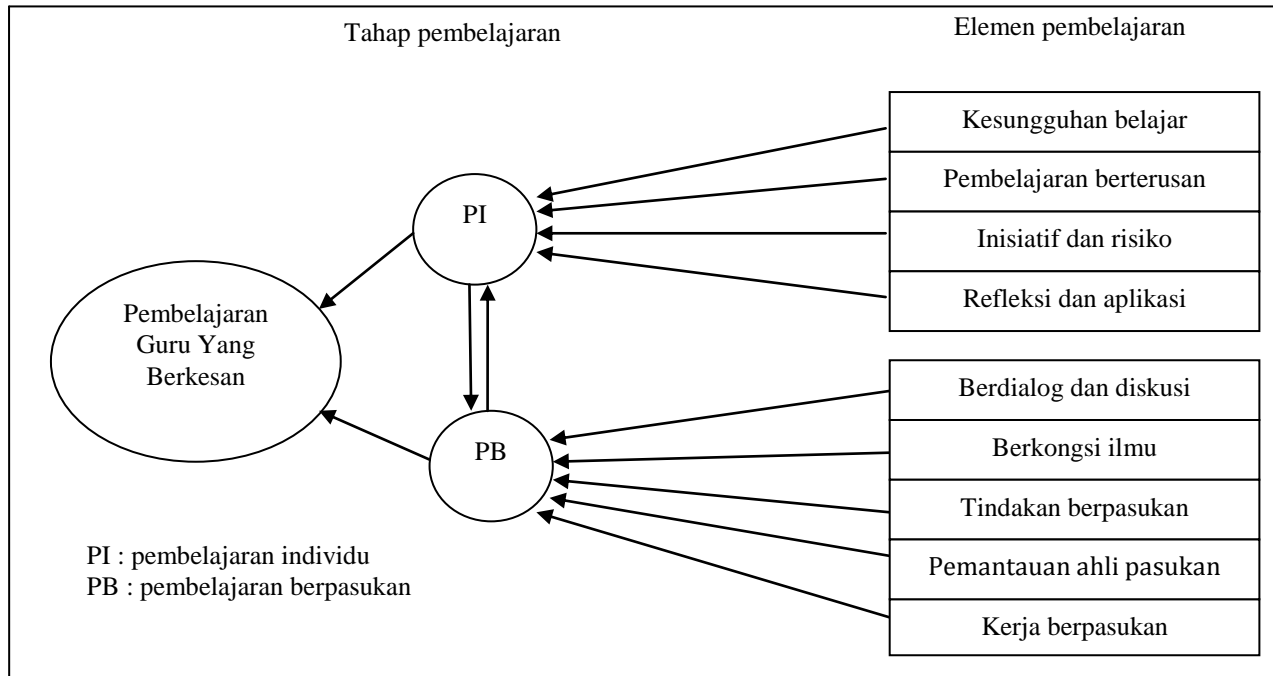 Tahap pembelajaran
Elemen pembelajaran
Kesungguhan belajar
Pembelajaran berterusan
Inisiatif dan risiko
Refleksi dan aplikasi
PI
Pembelajaran
Guru Yang
Berkesan
PB
Berdialog dan diskusi
Berkongsi ilmu
Tindakan berpasukan
Pemantauan ahli pasukan
Kerja berpasukan
PI : pembelajaran individu
PB : pembelajaran berpasukan